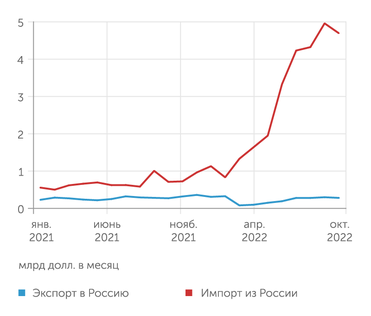 5
4
3
2
1
0
янв. июнь нояб. апр. окт.
2021 2021 2021 2022 2022
млрд долл. в месяц
Экспорт в Россию Импорт из России